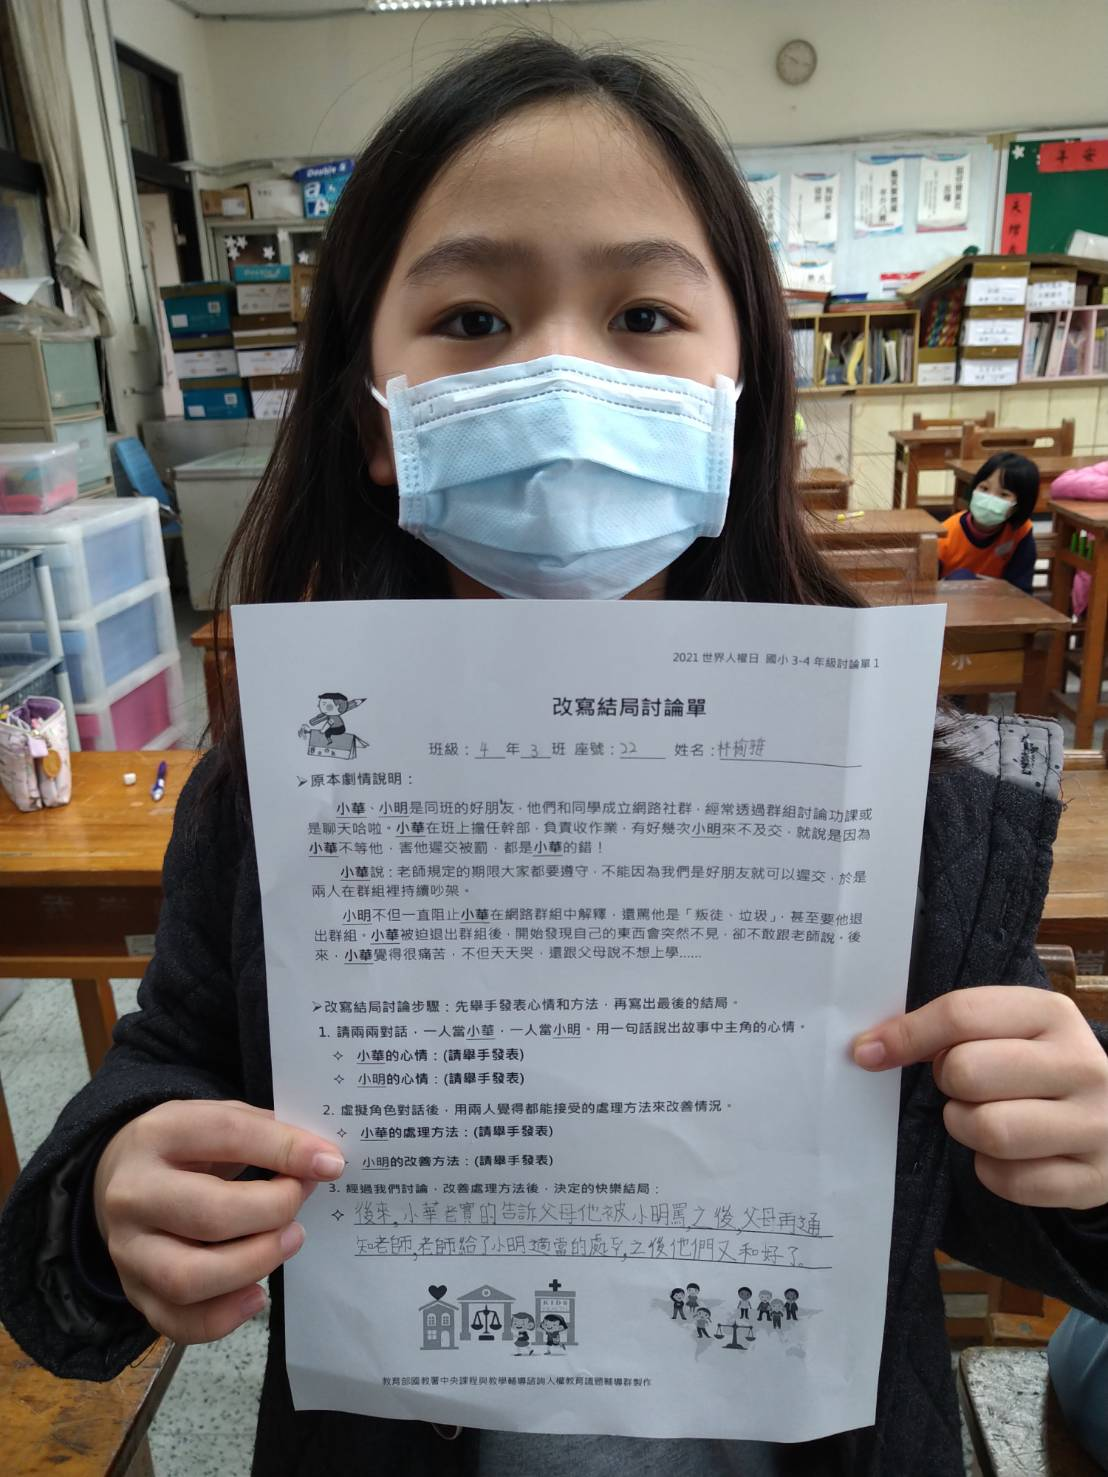 Double
A
年安
天增
2021 世界人權日 國小 3-4 年級討論單 1
改寫結局討論單
班級：4 年 3 班 座號：22 姓名：
➢原本劇情說明：
小華、小明是同班的好朋友，他們和同學成立網路社群，經常透過群組討論功課或
是聊天哈啦。小華在班上擔任幹部，負責收作業，有好幾次小明來不及交，就說是因為
小華不等他，害他遲交被罰，都是小華的錯！
小華說：老師規定的期限大家都要遵守，不能因為我們是好朋友就可以遲交，於是
兩人在群組裡持續吵架。
小明不但一直阻止小華在網路群組中解釋，還罵他是「叛徒、垃圾」，甚至要他退
出群組。小華被迫退出群組後，開始發現自己的東西會突然不見，卻不敢跟老師說。後
來，小華覺得很痛苦，不但天天哭，還跟父母說不想上學......
➢改寫結局討論步驟：先舉手發表心情和方法，再寫出最後的結局。
1. 請兩兩對話，一人當小華，一人當小明。用一句話說出故事中主角的心情。
✧ 小華的心情：(請舉手發表)
✧ 小明的心情：(請舉手發表)
2. 虛擬角色對話後，用兩人覺得都能接受的處理方法來改善情況。
✧ 小華的處理方法：(請舉手發表)
小明的改善方法：(請舉手發表)
3. 經過我們討論，改善處理方法後，決定的快樂結局：
✧ 後來，小華老實的告訴父母他被小明罵，之後，父母再通
知老師，老師給了小明適當的處罰，之後他們又和好了。
KIDS
教育部國教署中央課程與教學輔導諮詢人權教育議題輔導群製作